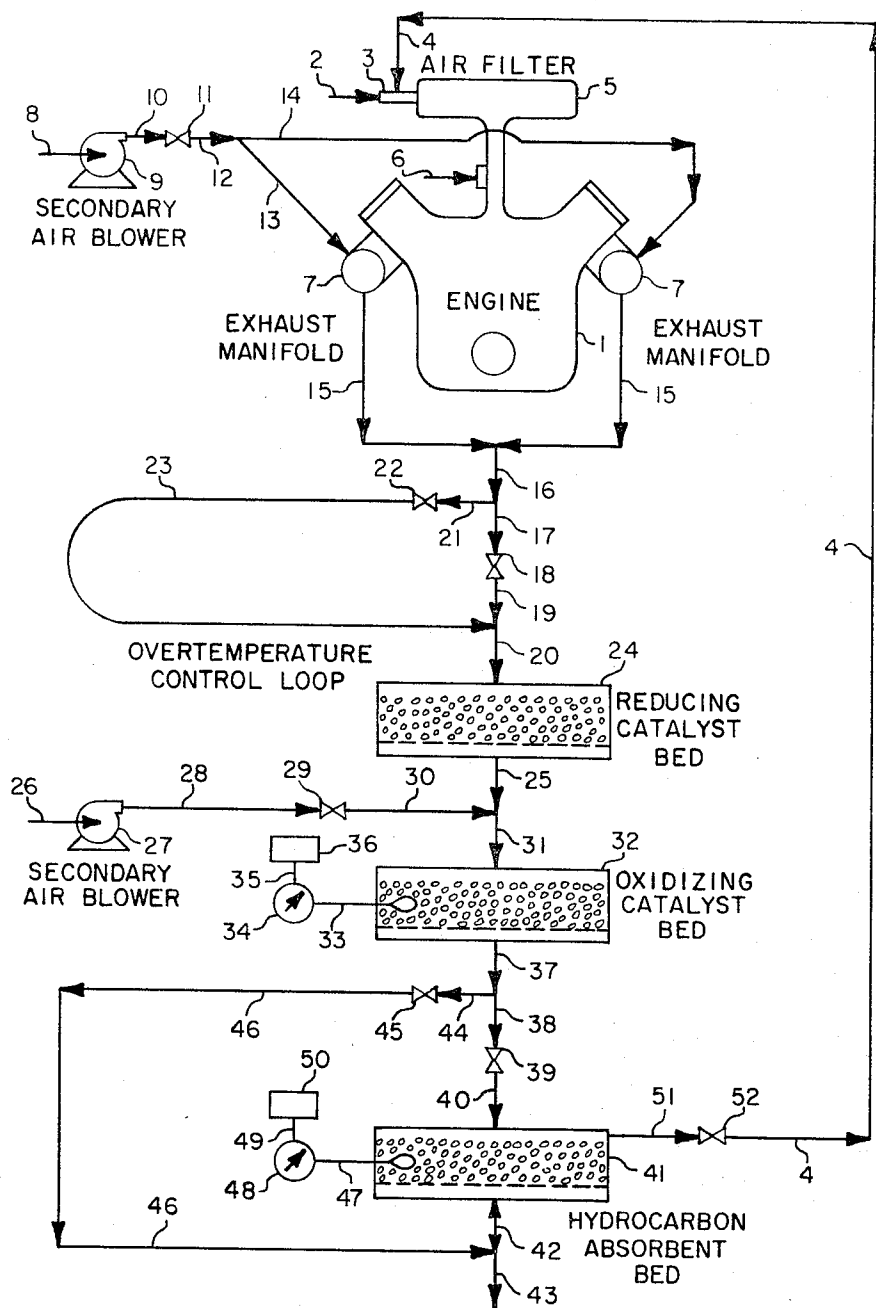 4
2
3
AIR FILTER
5
8
10
11
14
9
12
6
13
SECONDARY
AIR BLOWER
7
7
ENGINE
EXHAUST
MANIFOLD
EXHAUST
MANIFOLD
1
15
15
23
22
16
21
17
18
4
19
OVERTEMPERATURE
CONTROL LOOP
20
24
REDUCING
CATALYST
BED
25
26
28
29
30
27
31
32
SECONDARY
AIR BLOWER
36
35
OXIDIZING
CATALYST
BED
34
33
37
46
45
44
38
39
50
40
51
52
49
48
47
41
4
46
42
HYDROCARBON
ABSORBENT
BED
43